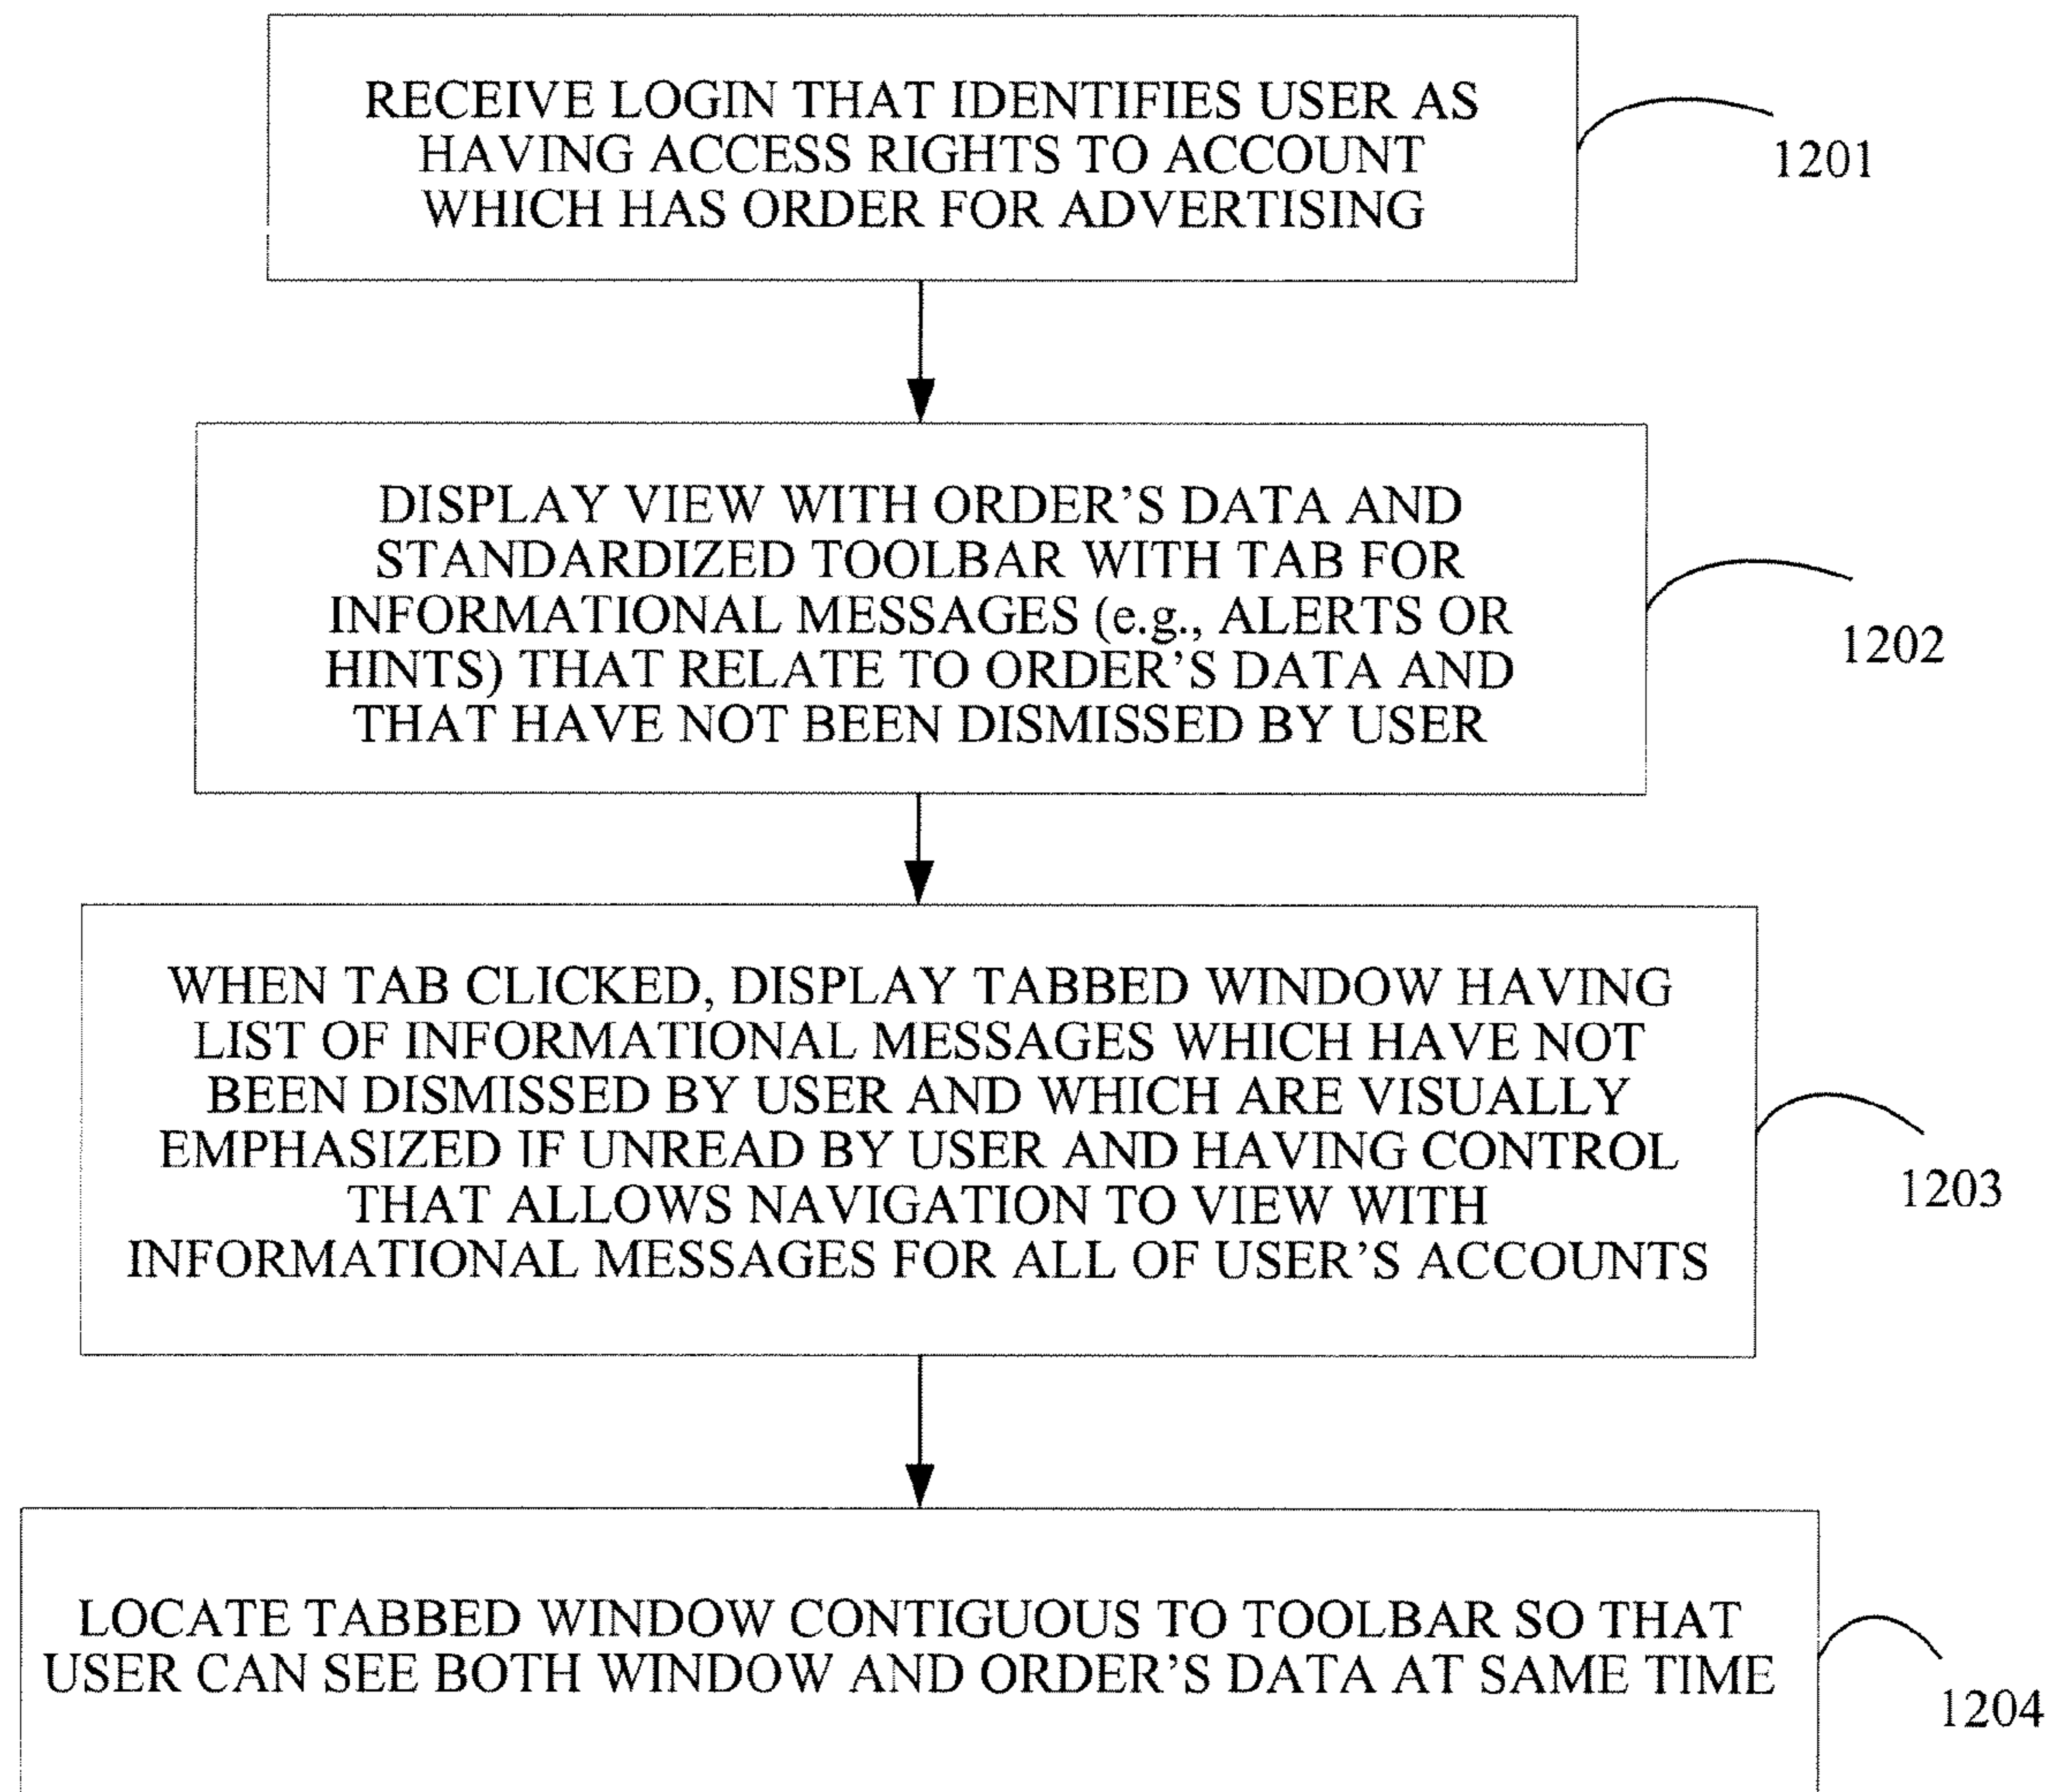 RECEIVE LOGIN THAT IDENTIFIES USER AS
HAVING ACCESS RIGHTS TO ACCOUNT
WHICH HAS ORDER FOR ADVERTISING
1201
DISPLAY VIEW WITH ORDER’S DATA AND
STANDARDIZED TOOLBAR WITH TAB FOR
INFORMATIONAL MESSAGES (e.g., ALERTS OR
HINTS) THAT RELATE TO ORDER’S DATA AND
THAT HAVE NOT BEEN DISMISSED BY USER
1202
WHEN TAB CLICKED, DISPLAY TABBED WINDOW HAVING
LIST OF INFORMATIONAL MESSAGES WHICH HAVE NOT
BEEN DISMISSED BY USER AND WHICH ARE VISUALLY
EMPHASIZED IF UNREAD BY USER AND HAVING CONTROL
THAT ALLOWS NAVIGATION TO VIEW WITH
INFORMATIONAL MESSAGES FOR ALL OF USER’S ACCOUNTS
1203
LOCATE TABBED WINDOW CONTIGUOUS TO TOOLBAR SO THAT
USER CAN SEE BOTH WINDOW AND ORDER’S DATA AT SAME TIME
1204